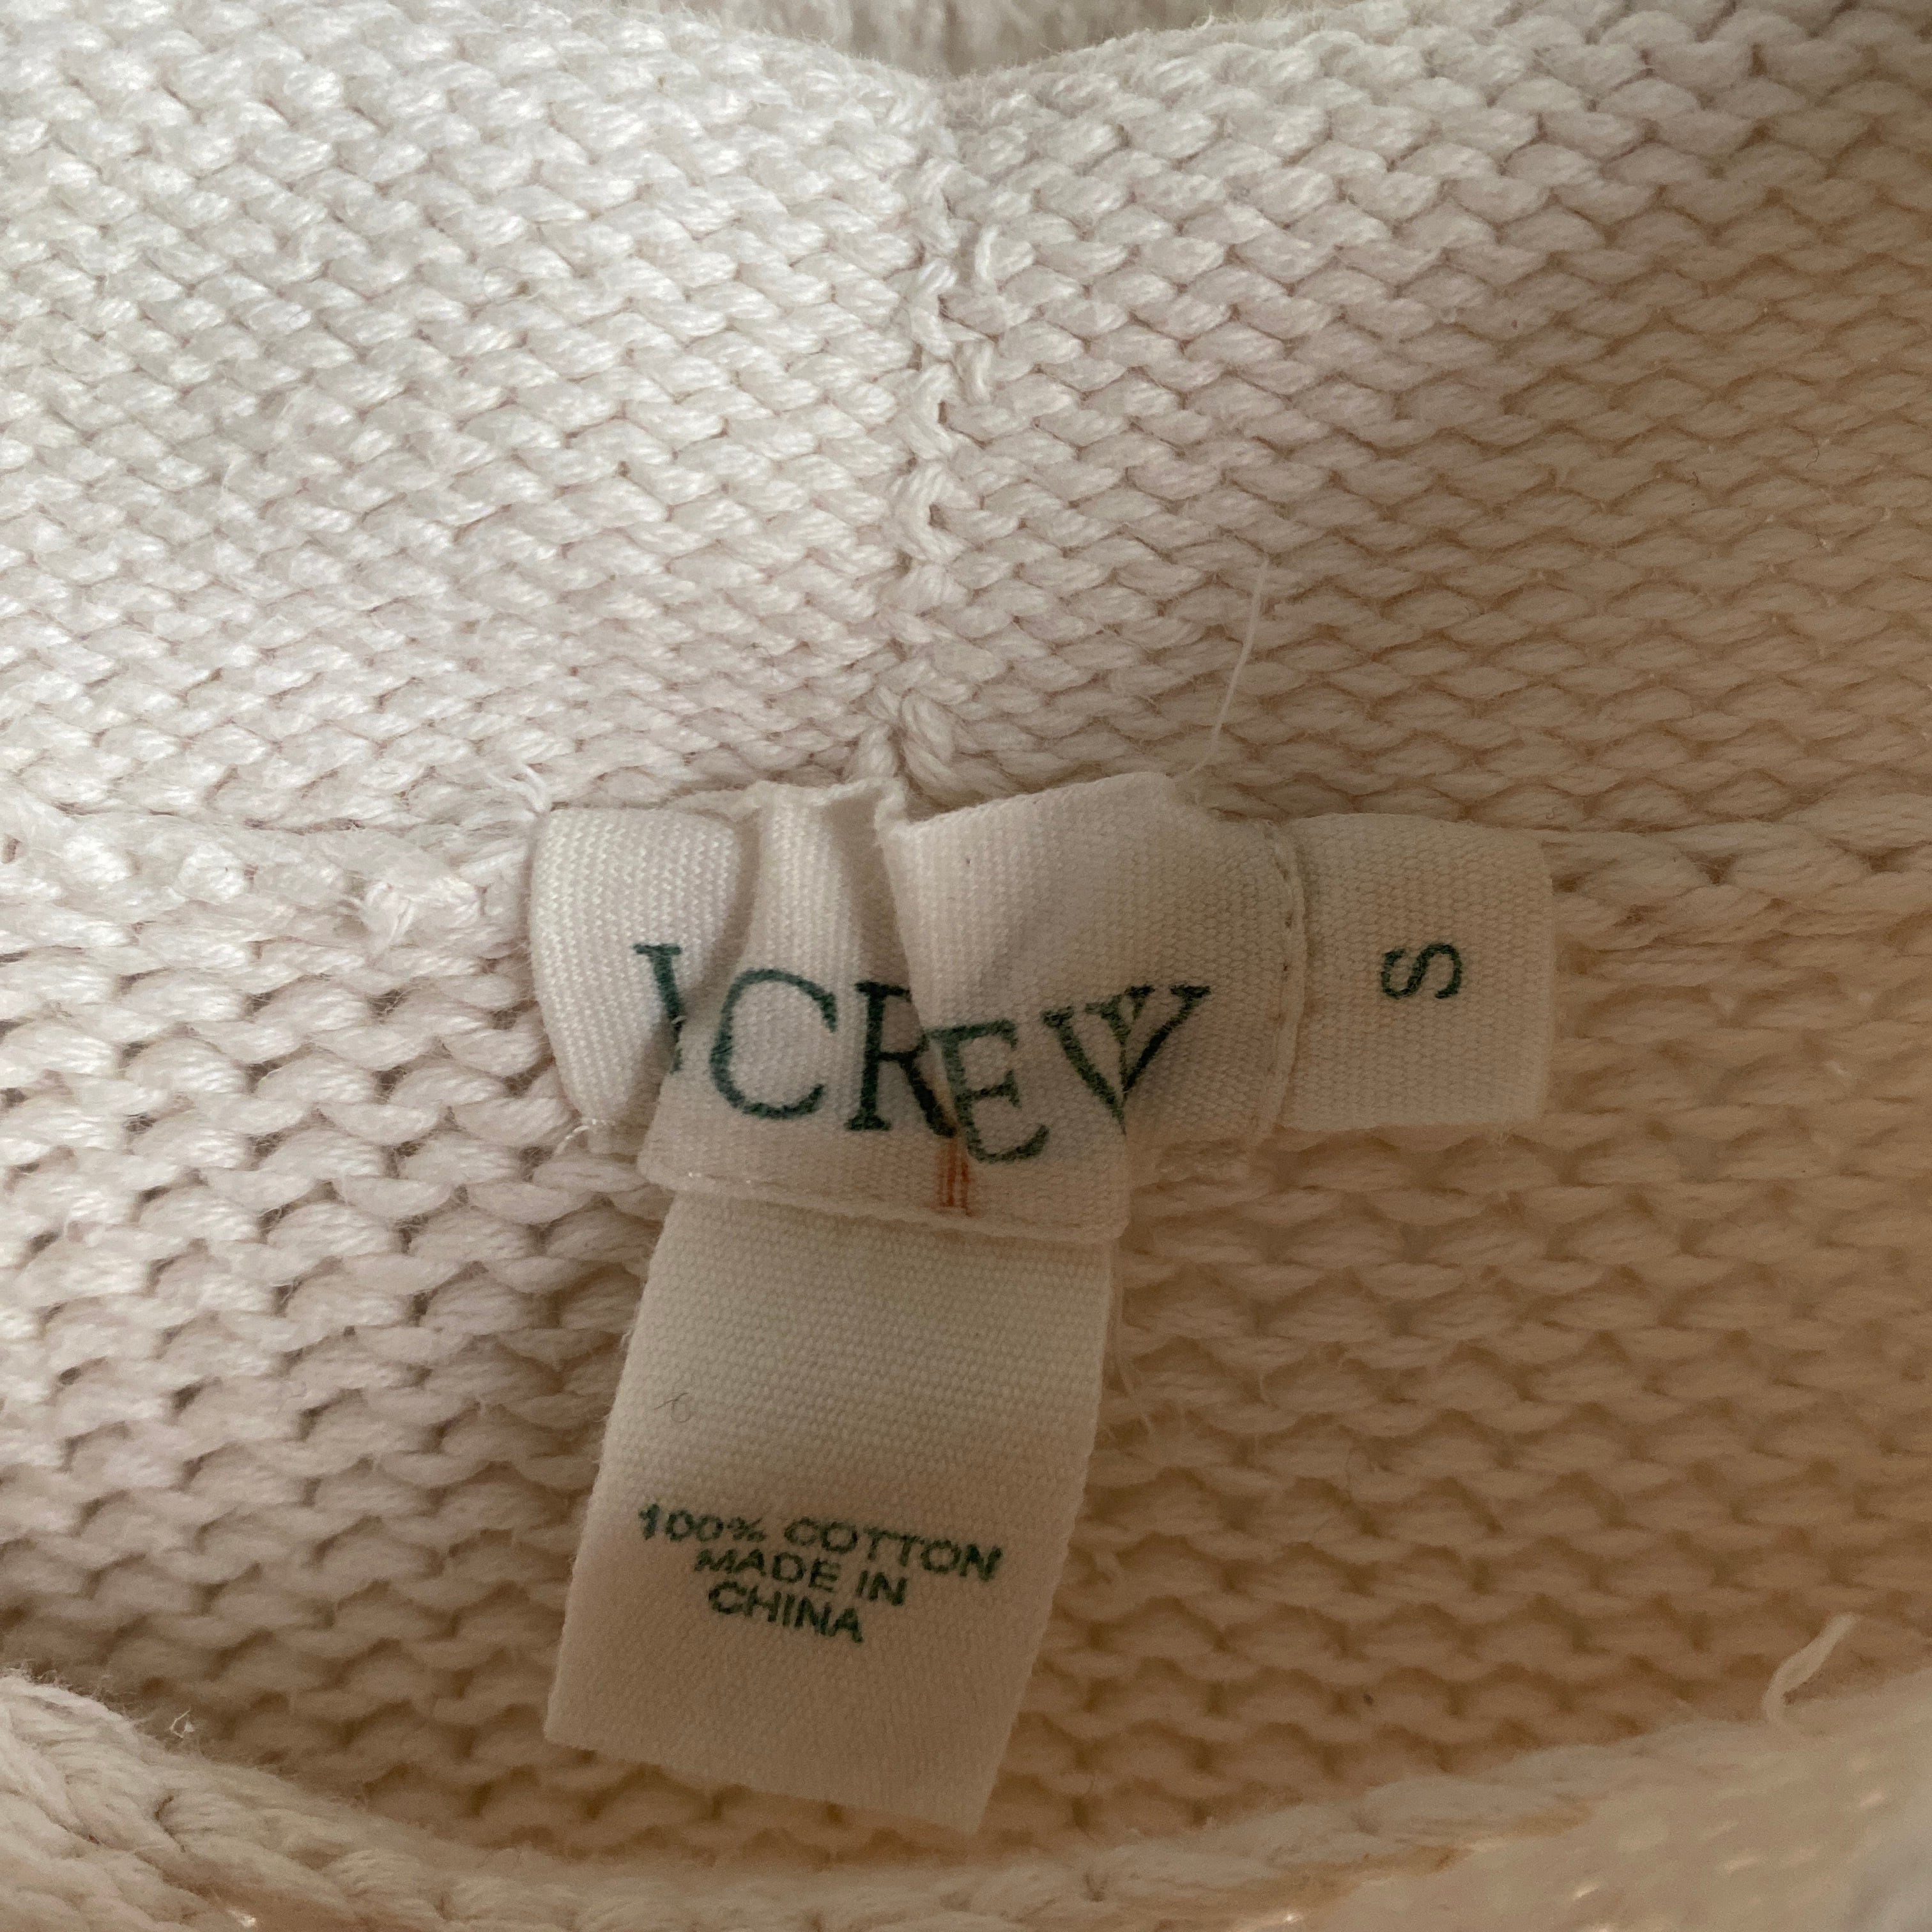 J.CREW
S
100% COTTON
MADE IN
CHINA